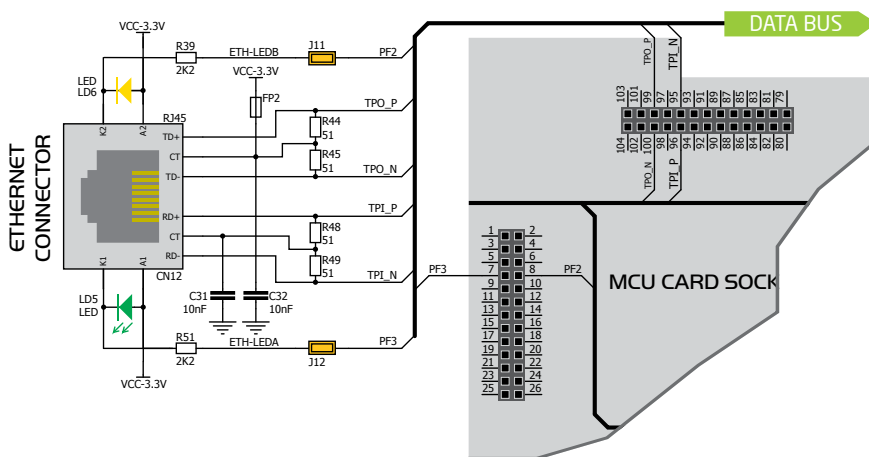 VCC-3.3V
R39
2K2
ETH-LEDB
J11
PF2
DATA BUS
LED
LD6
VCC-3.3V
FP2
TPO_P
TPI_N
RJ45
K2
A2
TD+
CT
TD-
RD+
CT
RD-
K1
A1
CN12
ETHERNET
CONNECTOR
TPO_P
R44
51
R45
51
TPO_N
TPI_P
R48
51
R49
51
TPI_N
C31
10nF
C32
10nF
LD5
LED
R51
2K2
ETH-LEDA
J12
PF3
VCC-3.3V
103 101 99 97 95 93 91 89 87 85 83 81 79
104 102 100 98 96 94 92 90 88 86 84 82 80
TPO_N
TPI_P
PF3
PF2
1 2
3 4
5 6
7 8
9 10
11 12
13 14
15 16
17 18
19 20
21 22
23 24
25 26
MCU CARD SOCK